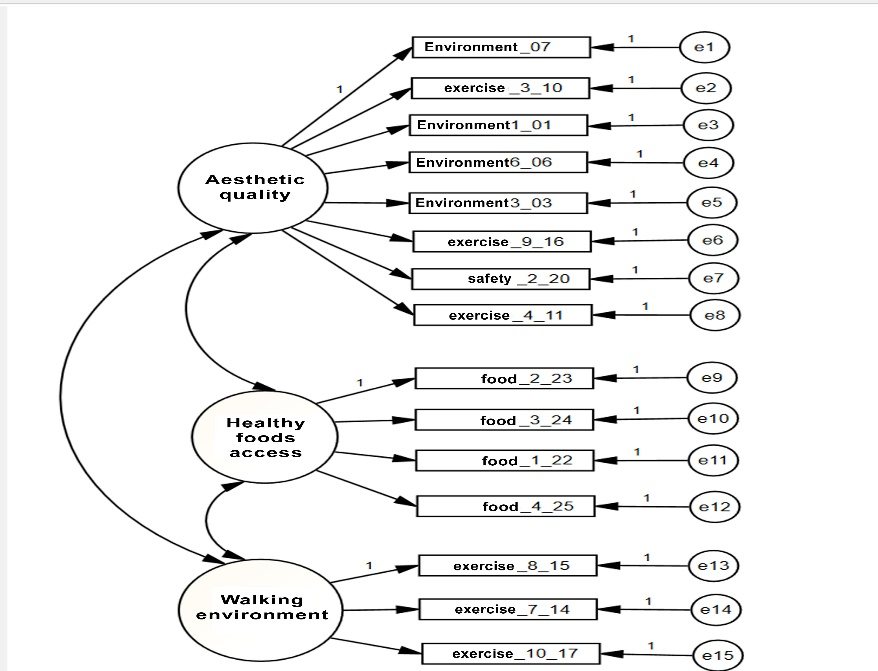 Environment_07 1 e1
1
exercise_3_10 1 e2
Environment1_01 1 e3
Environment6_06 1 e4
Aesthetic
quality
Environment3_03 1 e5
exercise_9_16 1 e6
safety_2_20 1 e7
exercise_4_11 1 e8
1 food_2_23 1 e9
Healthy
foods
access
food_3_24 1 e10
food_1_22 1 e11
food_4_25 1 e12
1 exercise_8_15 1 e13
Walking
environment
exercise_7_14 1 e14
exercise_10_17 1 e15